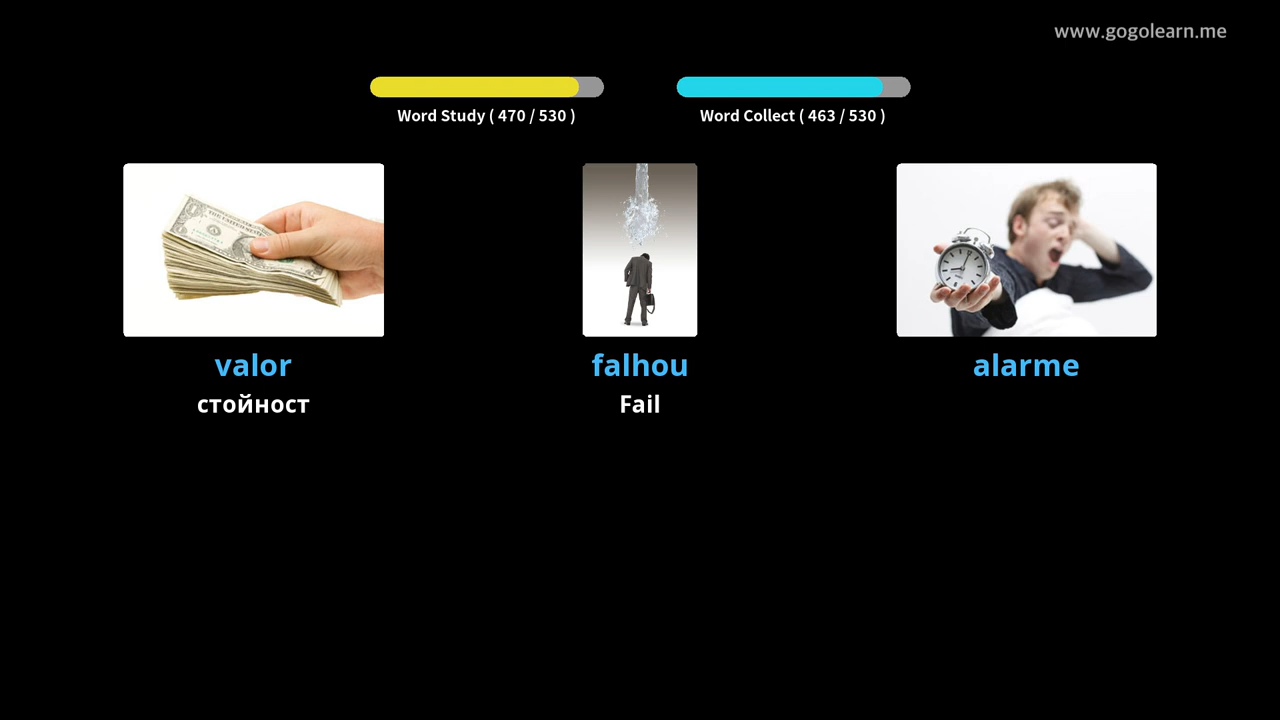 www.gogolearn.me
Word Study ( 470 / 530 )
Word Collect ( 463 / 530 )
valor
falhou
alarme
стойност
Fail